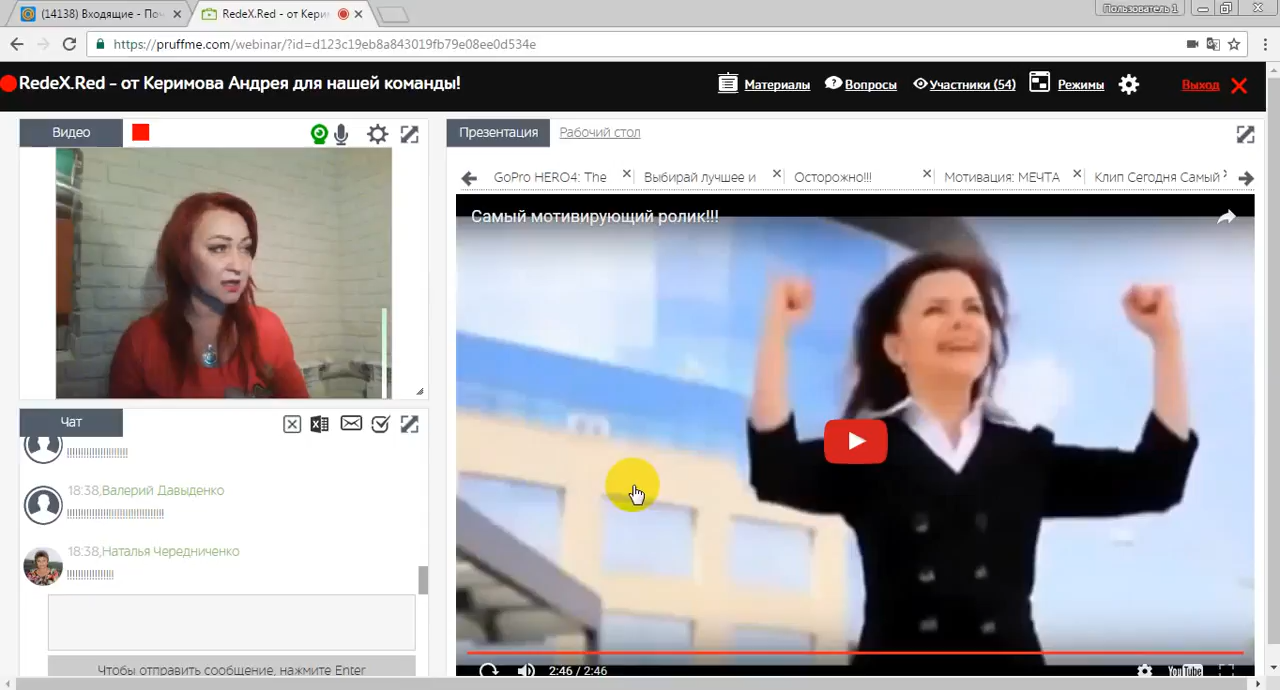 (14138) Входящие - Поч
RedeX.Red - от Керим
Пользователь 1
https://pruffme.com/webinar/?id=d123c19eb8a843019fb79e08ee0d534e
RedeX.Red - от Керимова Андрея для нашей команды!
Материалы
Вопросы
Участники (54)
Режимы
Выход
Видео
Презентация
Рабочий стол
GoPro HERO4: The
Выбирай лучшее и
Осторожно!!!
Мотивация: МЕЧТА
Клип Сегодня Самый
Самый мотивирующий ролик!!!
Чат
!!!!!!!!!!!!!!!!!!!!!!
18:38,Валерий Давыденко
!!!!!!!!!!!!!!!!!!!!!!!!!!!!!!!!!!!
18:38,Наталья Чередниченко
!!!!!!!!!!!!!!!!!
Чтобы отправить сообщение, нажмите Enter
2:46 / 2:46
YouTube